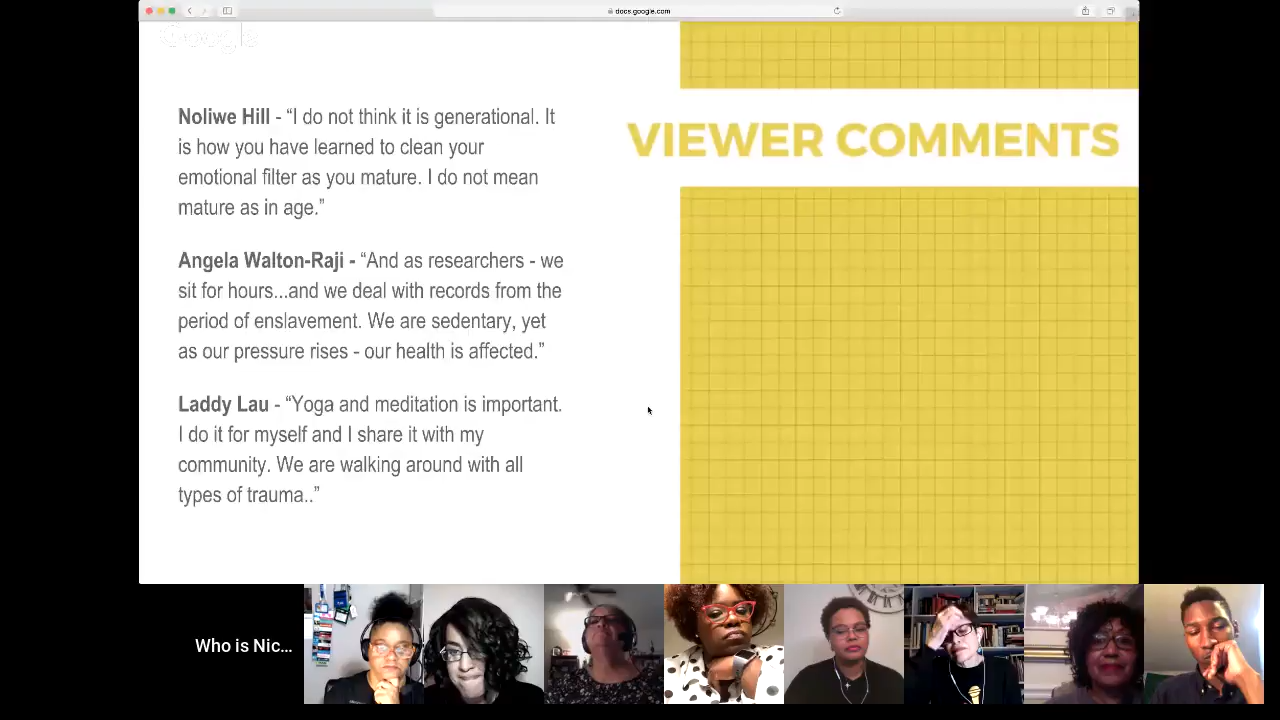 docs.google.com
Google
Noliwe Hill - “I do not think it is generational. It
is how you have learned to clean your
emotional filter as you mature. I do not mean
mature as in age.”
VIEWER COMMENTS
Angela Walton-Raji - “And as researchers - we
sit for hours...and we deal with records from the
period of enslavement. We are sedentary, yet
as our pressure rises - our health is affected.”
Laddy Lau - “Yoga and meditation is important.
I do it for myself and I share it with my
community. We are walking around with all
types of trauma..”
Who is Nic...